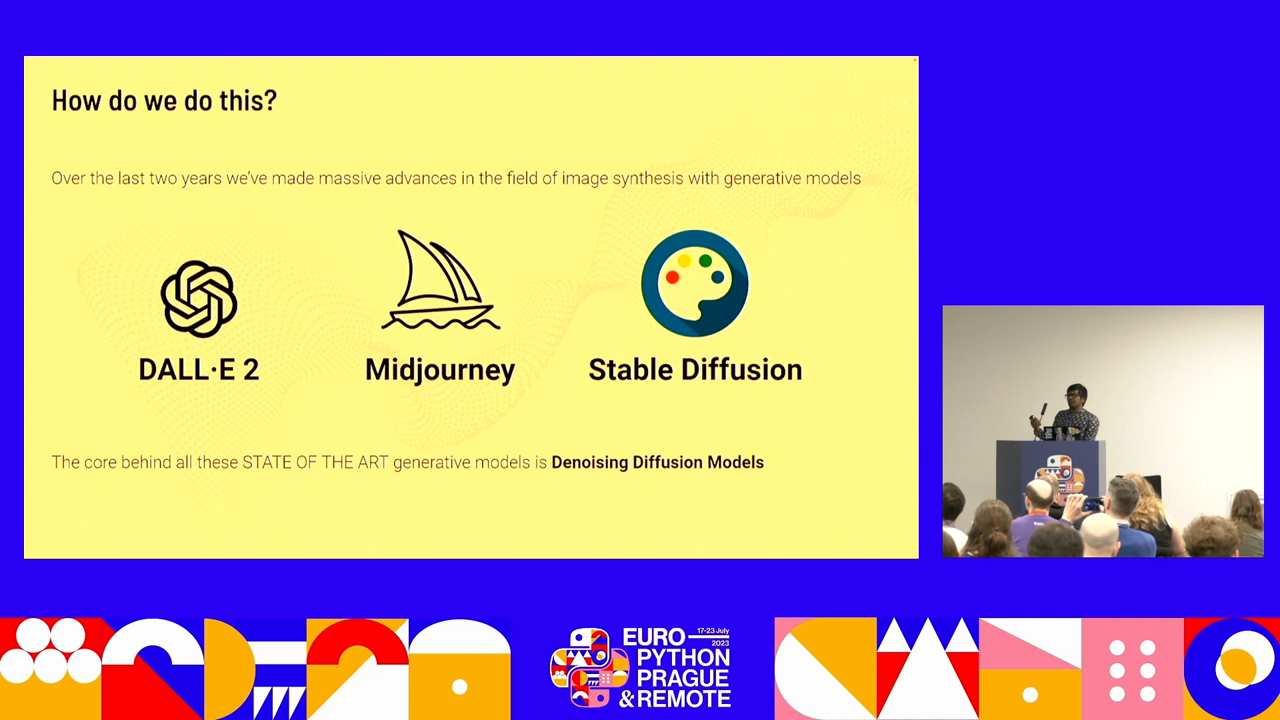 How do we do this?
Over the last two years we've made massive advances in the field of image synthesis with generative models
DALL·E 2
Midjourney
Stable Diffusion
The core behind all these STATE OF THE ART generative models is Denoising Diffusion Models
EURO
17-23 July
2023
PYTHON
PRAGUE
& REMOTE